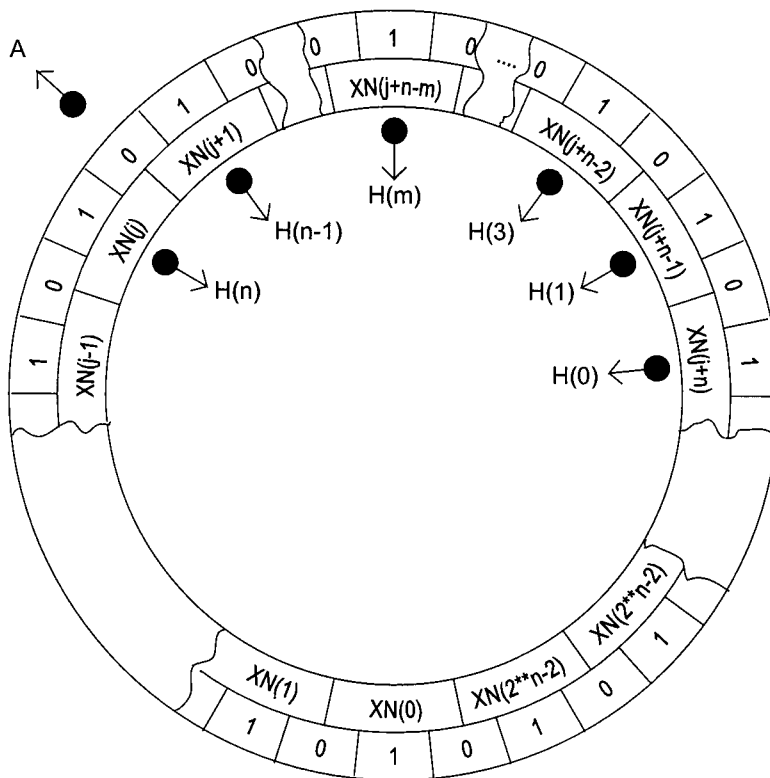 A
1 0 1 0 1 0 0 1 0 .... 0 1 0 1 0 1
XN(j-1) XN(j) XN(j+1) XN(j+n-m) XN(j+n-2) XN(j+n-1) XN(j+n)
H(n) H(n-1) H(m) H(3) H(1) H(0)
XN(1) XN(0) XN(2**n-2) XN(2**n-2)
1 0 1 0 1 0 1